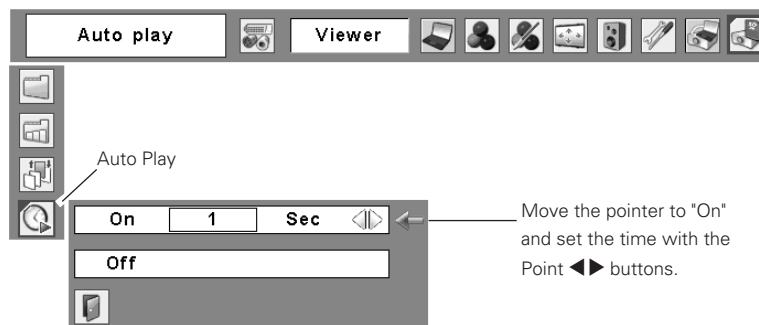 Auto play
Viewer
Auto Play
On 1 Sec
Off
Move the pointer to "On"
and set the time with the
Point ◀▶ buttons.